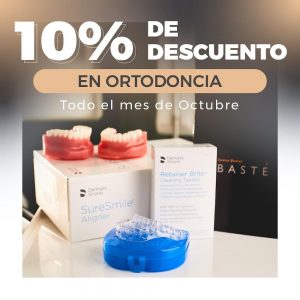 10% DE
DESCUENTO
EN ORTODONCIA
Todo el mes de Octubre
BASTÉ
Dentsply
Sirona
SureSmile®
Aligner
Dentsply
Sirona
Retainer Brite®
Cleaning Tablets